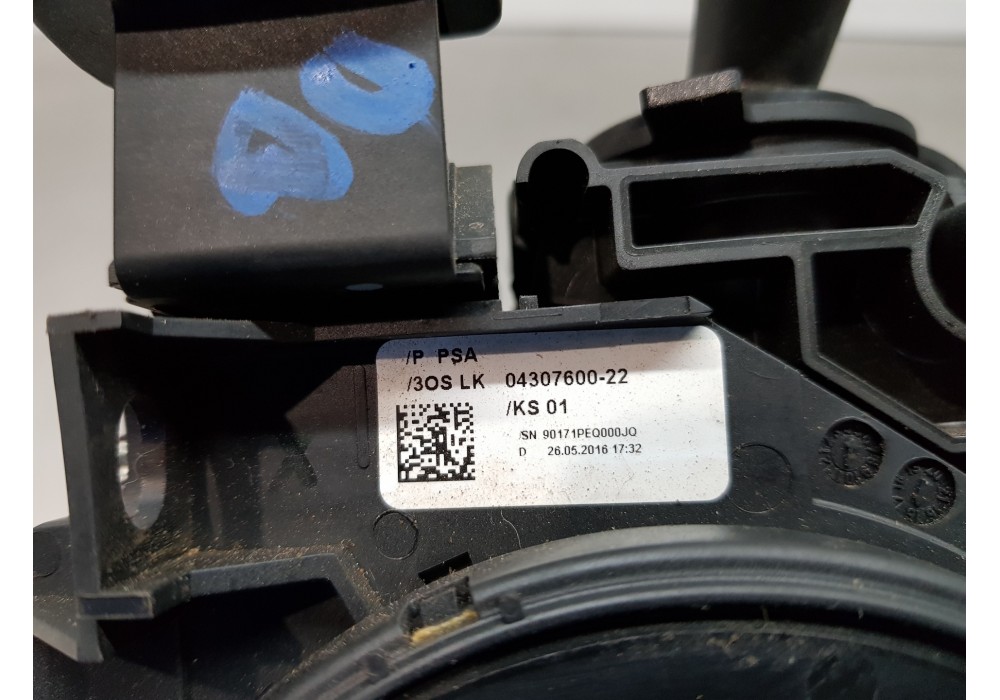 /P PSA
/3OS LK 04307600-22
/KS 01
/SN 90171PEQ000JQ
D 26.05.2016 17:32